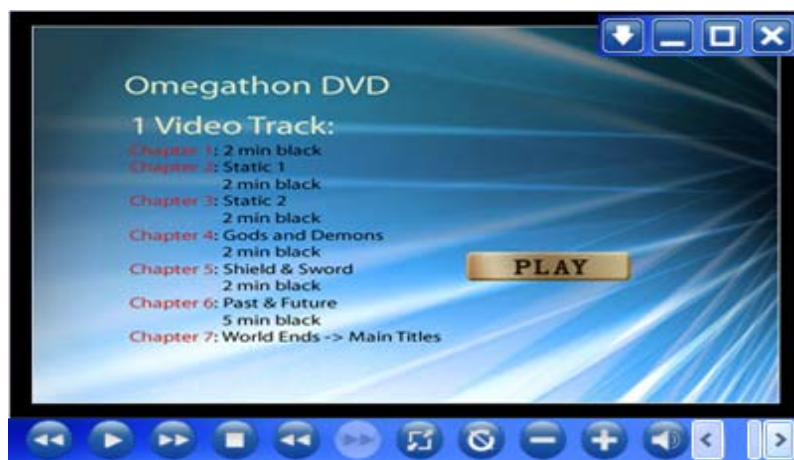 Omegathon DVD
1 Video Track:
Chapter 1: 2 min black
Chapter 2: Static 1
2 min black
Chapter 3: Static 2
2 min black
Chapter 4: Gods and Demons
2 min black
Chapter 5: Shield & Sword
2 min black
Chapter 6: Past & Future
5 min black
Chapter 7: World Ends -> Main Titles
PLAY